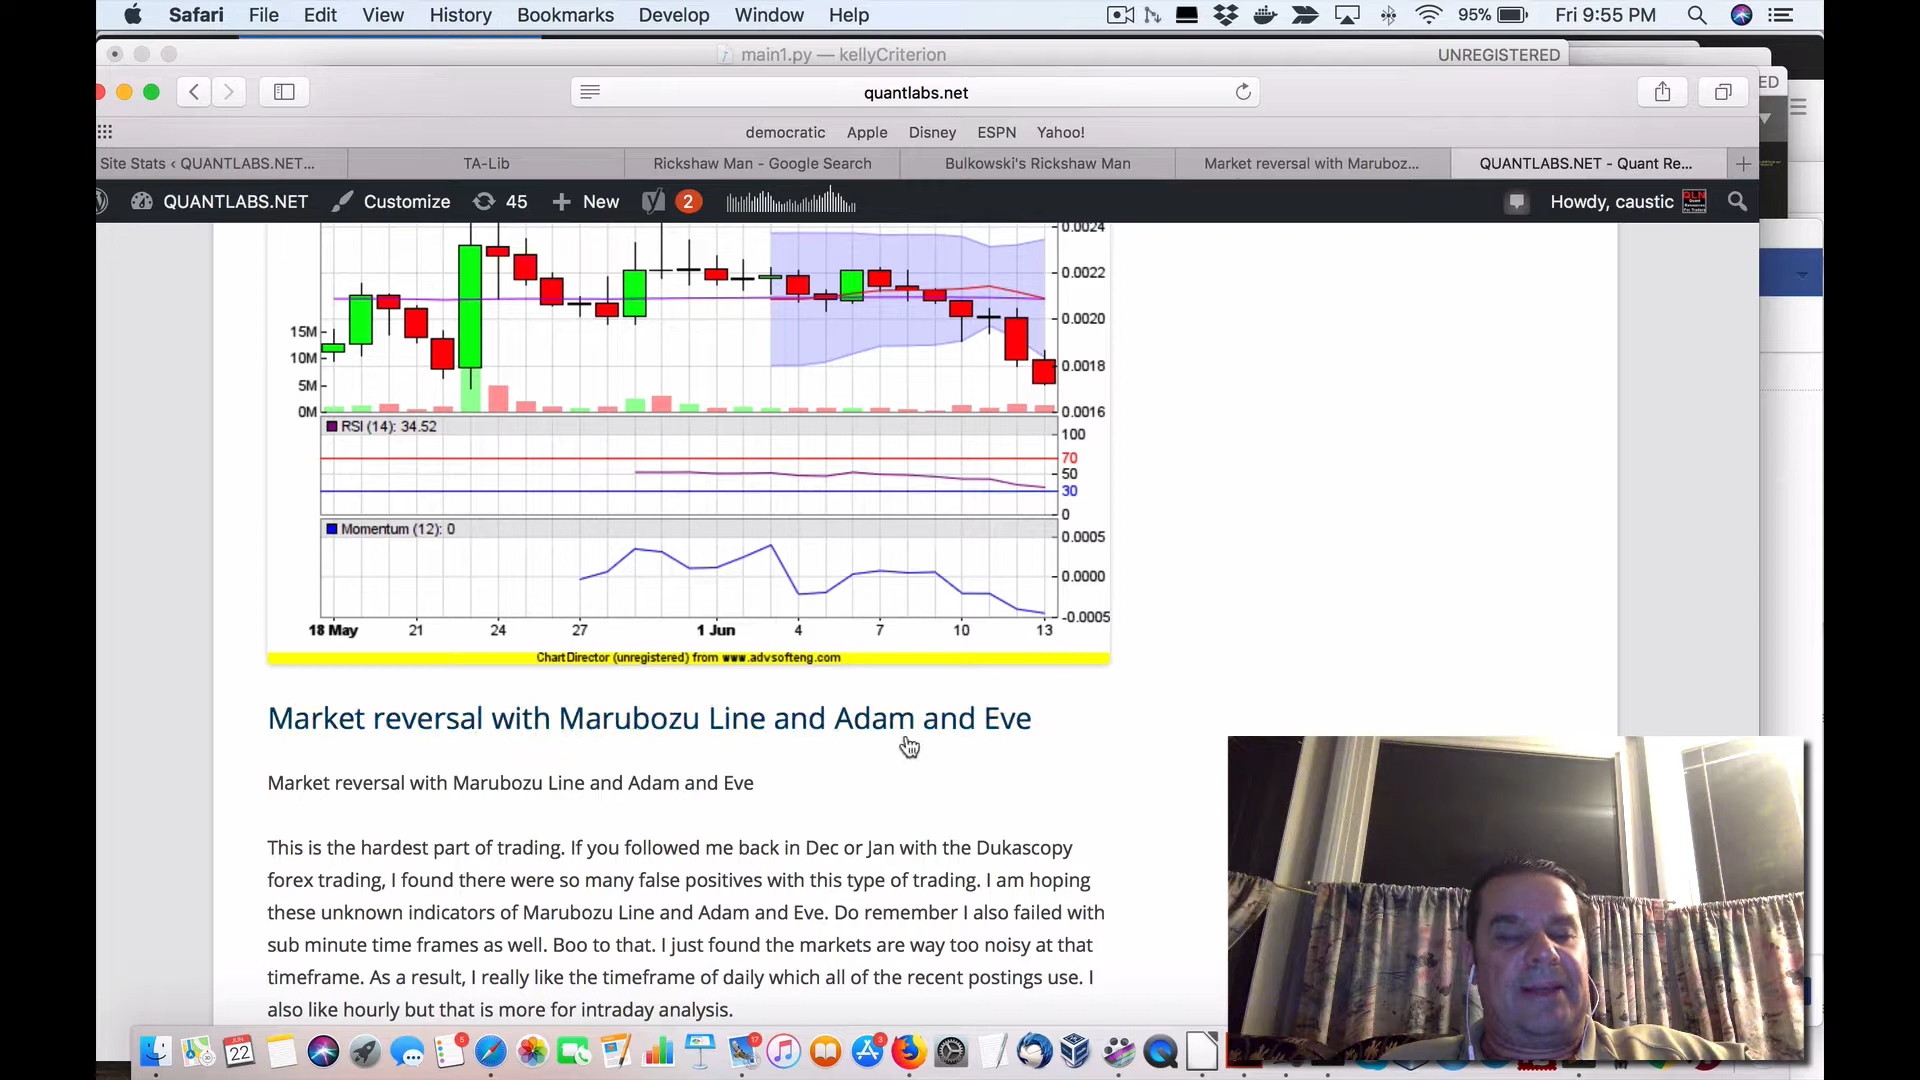 Safari File Edit View History Bookmarks Develop Window Help 95% Fri 9:55 PM
main1.py — kellyCriterion UNREGISTERED
quantlabs.net
democratic Apple Disney ESPN Yahoo!
Site Stats ‹ QUANTLABS.NET... TA-Lib Rickshaw Man - Google Search Bulkowski's Rickshaw Man Market reversal with Maruboz... QUANTLABS.NET - Quant Re...
QUANTLABS.NET Customize 45 New 2 Howdy, caustic
0.0024
0.0022
0.0020
15M
10M 0.0018
5M
0M 0.0016
RSI (14): 34.52 100
70
50
30
0
Momentum (12): 0 0.0005
0.0000
-0.0005
18 May 21 24 27 1 Jun 4 7 10 13
ChartDirector (unregistered) from www.advsofteng.com
Market reversal with Marubozu Line and Adam and Eve
Market reversal with Marubozu Line and Adam and Eve
This is the hardest part of trading. If you followed me back in Dec or Jan with the Dukascopy
forex trading, I found there were so many false positives with this type of trading. I am hoping
these unknown indicators of Marubozu Line and Adam and Eve. Do remember I also failed with
sub minute time frames as well. Boo to that. I just found the markets are way too noisy at that
timeframe. As a result, I really like the timeframe of daily which all of the recent postings use. I
also like hourly but that is more for intraday analysis.
JUN 22 5 17 3